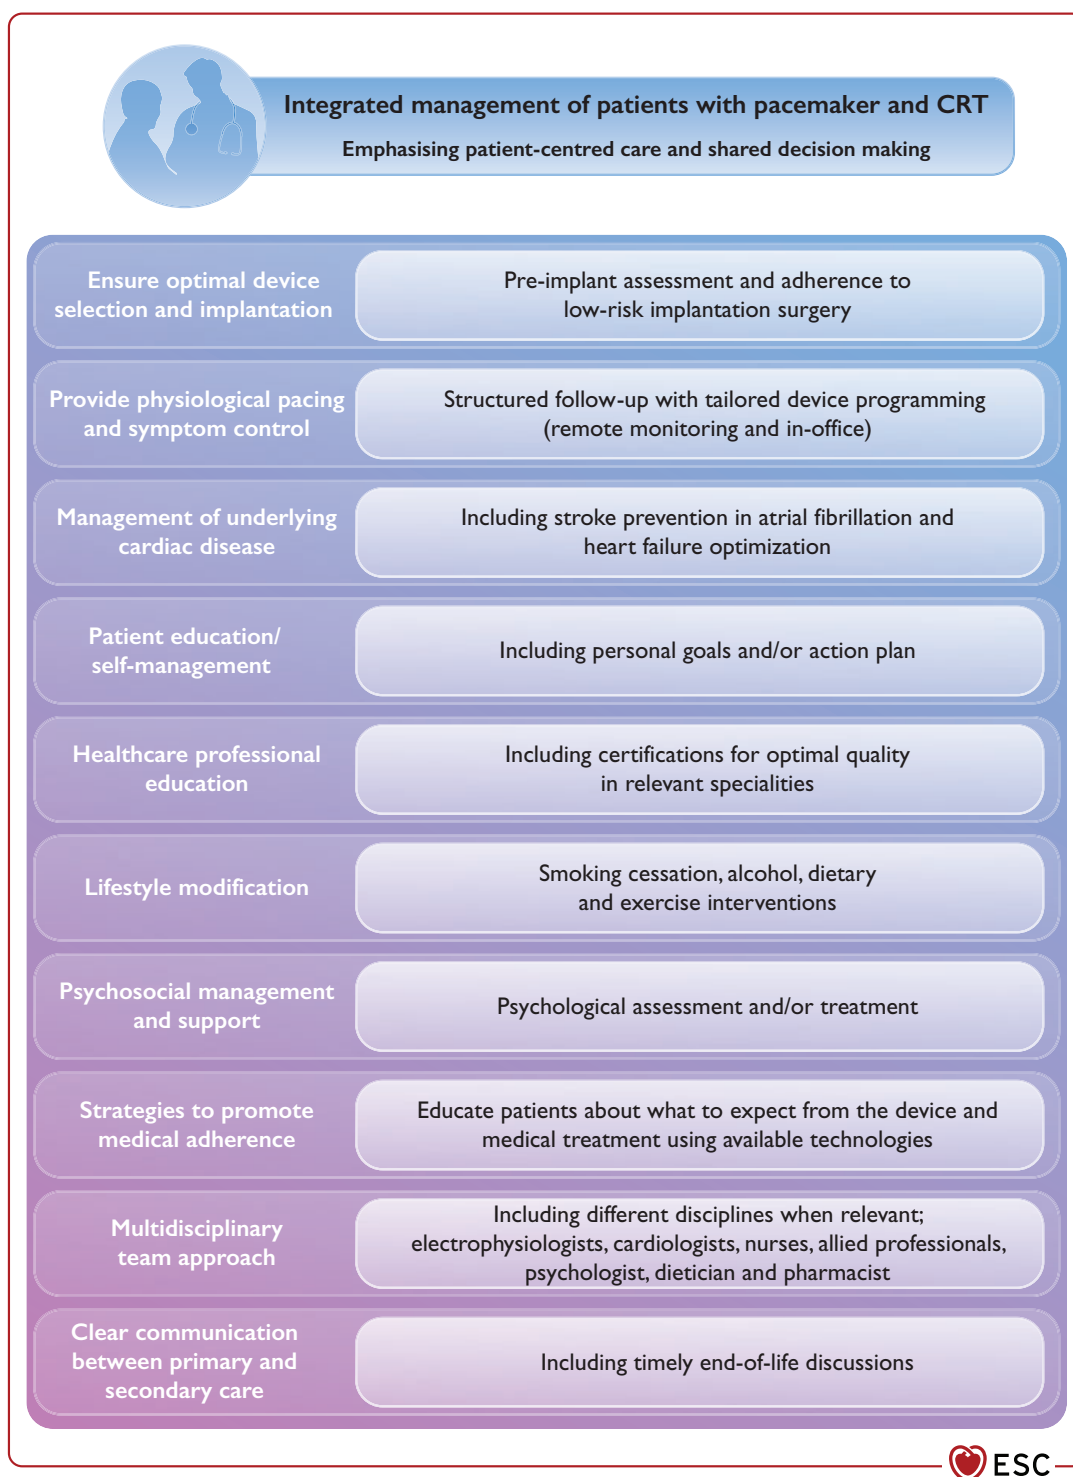 Integrated management of patients with pacemaker and CRT
Emphasising patient-centred care and shared decision making
Ensure optimal device
selection and implantation
Pre-implant assessment and adherence to
low-risk implantation surgery
Provide physiological pacing
and symptom control
Structured follow-up with tailored device programming
(remote monitoring and in-office)
Management of underlying
cardiac disease
Including stroke prevention in atrial fibrillation and
heart failure optimization
Patient education/
self-management
Including personal goals and/or action plan
Healthcare professional
education
Including certifications for optimal quality
in relevant specialities
Lifestyle modification
Smoking cessation, alcohol, dietary
and exercise interventions
Psychosocial management
and support
Psychological assessment and/or treatment
Strategies to promote
medical adherence
Educate patients about what to expect from the device and
medical treatment using available technologies
Multidisciplinary
team approach
Including different disciplines when relevant;
electrophysiologists, cardiologists, nurses, allied professionals,
psychologist, dietician and pharmacist
Clear communication
between primary and
secondary care
Including timely end-of-life discussions
ESC